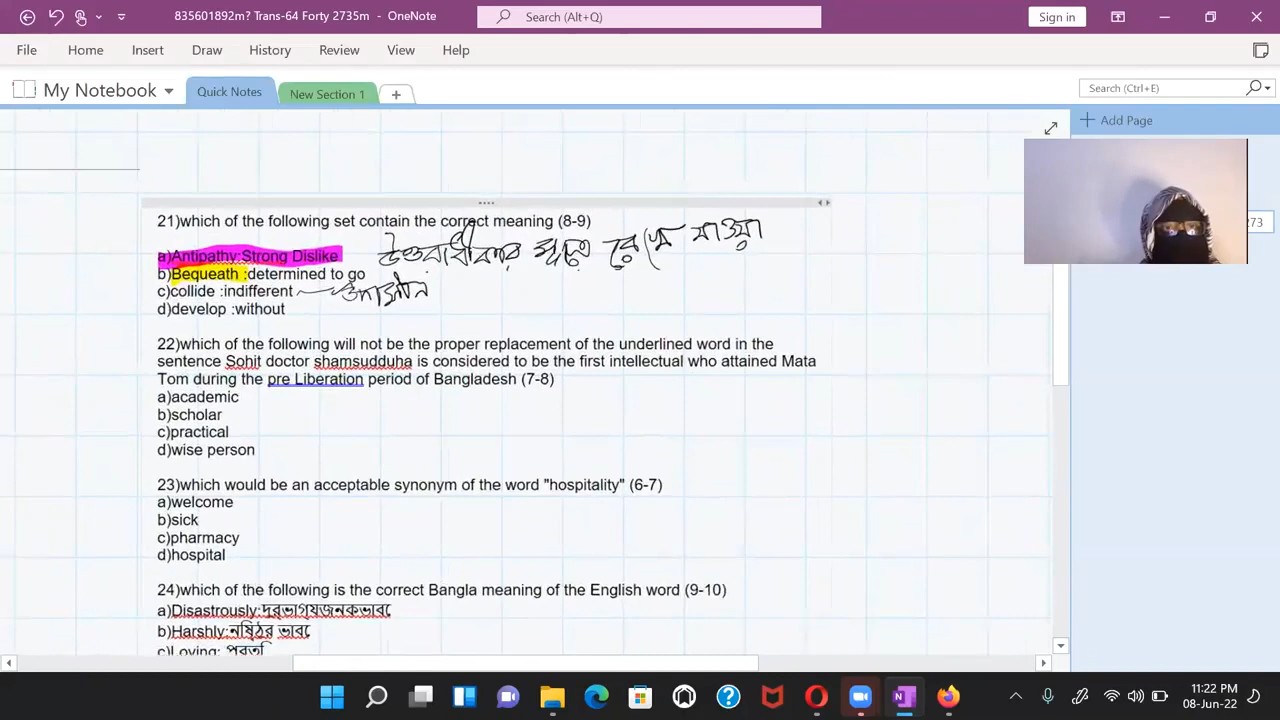 835601892m? Trans-64 Forty 2735m - OneNote
Search (Alt+Q)
Sign in
File Home Insert Draw History Review View Help
My Notebook Quick Notes New Section 1
Search (Ctrl+E)
Add Page
273
21)which of the following set contain the correct meaning (8-9)
উত্তরাধীকার সূত্রে রেখে যাওয়া
a)Antipathy:Strong Dislike
b)Bequeath :determined to go
c)collide :indifferent উদাসীন
d)develop :without
22)which of the following will not be the proper replacement of the underlined word in the
sentence Sohit doctor shamsudduha is considered to be the first intellectual who attained Mata
Tom during the pre Liberation period of Bangladesh (7-8)
a)academic
b)scholar
c)practical
d)wise person
23)which would be an acceptable synonym of the word "hospitality" (6-7)
a)welcome
b)sick
c)pharmacy
d)hospital
24)which of the following is the correct Bangla meaning of the English word (9-10)
a)Disastrously:দুর্ভাগ্যজনকভাবে
b)Harshly:নিষ্ঠুর ভাবে
c)Loving:
11:22 PM
08-Jun-22